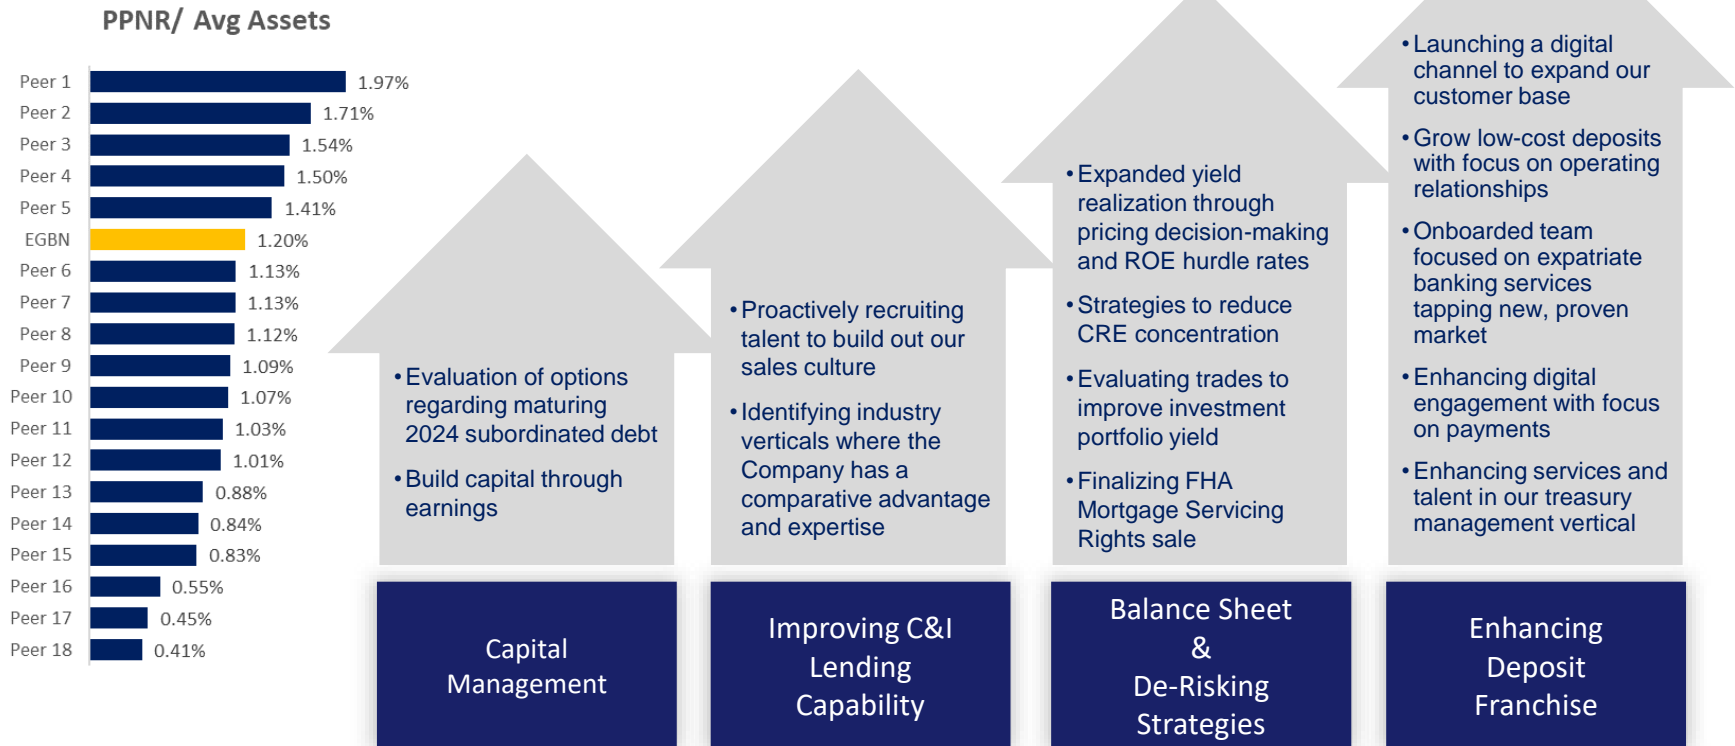 PPNR/ Avg Assets
Peer 1 1.97%
Peer 2 1.71%
Peer 3 1.54%
Peer 4 1.50%
Peer 5 1.41%
EGBN 1.20%
Peer 6 1.13%
Peer 7 1.13%
Peer 8 1.12%
Peer 9 1.09%
Peer 10 1.07%
Peer 11 1.03%
Peer 12 1.01%
Peer 13 0.88%
Peer 14 0.84%
Peer 15 0.83%
Peer 16 0.55%
Peer 17 0.45%
Peer 18 0.41%
• Evaluation of options
regarding maturing
2024 subordinated debt
• Build capital through
earnings
Capital
Management
• Proactively recruiting
talent to build out our
sales culture
• Identifying industry
verticals where the
Company has a
comparative advantage
and expertise
Improving C&I
Lending
Capability
• Expanded yield
realization through
pricing decision-making
and ROE hurdle rates
• Strategies to reduce
CRE concentration
• Evaluating trades to
improve investment
portfolio yield
• Finalizing FHA
Mortgage Servicing
Rights sale
Balance Sheet
&
De-Risking
Strategies
• Launching a digital
channel to expand our
customer base
• Grow low-cost deposits
with focus on operating
relationships
• Onboarded team
focused on expatriate
banking services
tapping new, proven
market
• Enhancing digital
engagement with focus
on payments
• Enhancing services and
talent in our treasury
management vertical
Enhancing
Deposit
Franchise